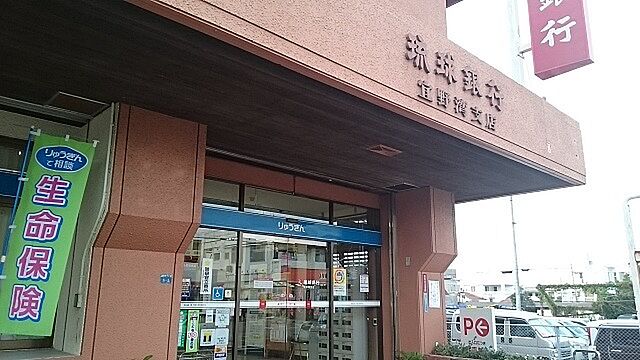 銀行
琉球銀行
宜野湾支店
りゅうぎん
で相談
生命保険
りゅうぎん
P